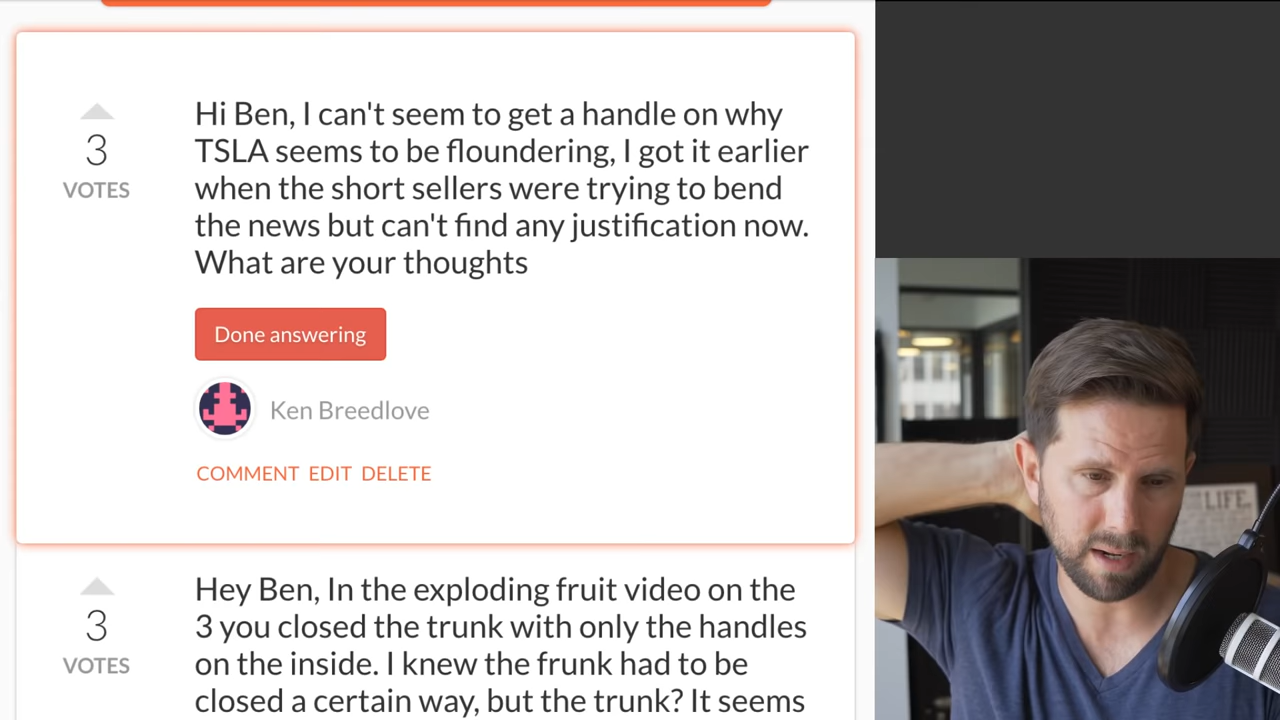 3
VOTES
Hi Ben, I can't seem to get a handle on why
TSLA seems to be floundering, I got it earlier
when the short sellers were trying to bend
the news but can't find any justification now.
What are your thoughts
Done answering
Ken Breedlove
COMMENT EDIT DELETE
3
VOTES
Hey Ben, In the exploding fruit video on the
3 you closed the trunk with only the handles
on the inside. I knew the frunk had to be
closed a certain way, but the trunk? It seems
LIFE.